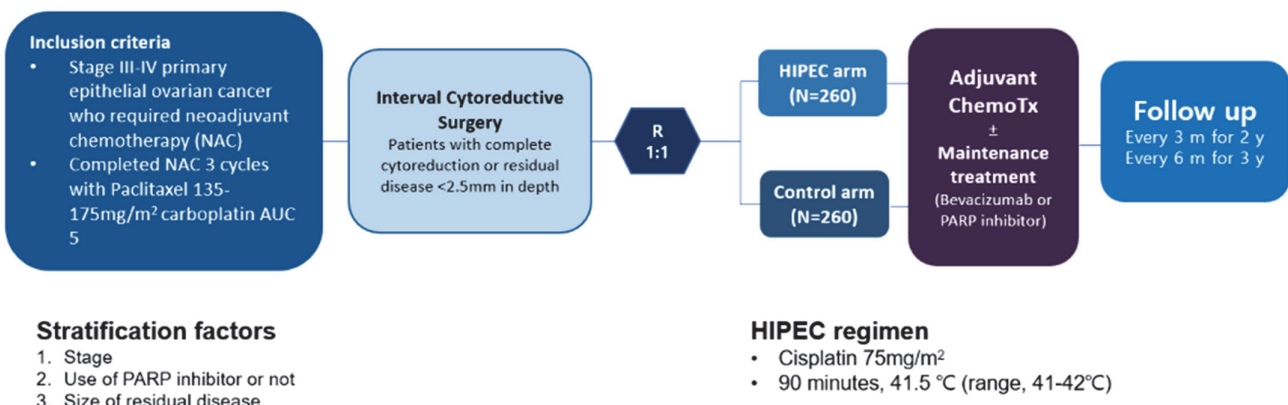 Inclusion criteria
• Stage III-IV primary
epithelial ovarian cancer
who required neoadjuvant
chemotherapy (NAC)
• Completed NAC 3 cycles
with Paclitaxel 135-
175mg/m² carboplatin AUC
5
Interval Cytoreductive
Surgery
Patients with complete
cytoreduction or residual
disease <2.5mm in depth
R
1:1
HIPEC arm
(N=260)
Control arm
(N=260)
Adjuvant
ChemoTx
±
Maintenance
treatment
(Bevacizumab or
PARP inhibitor)
Follow up
Every 3 m for 2 y
Every 6 m for 3 y
Stratification factors
1. Stage
2. Use of PARP inhibitor or not
3. Size of residual disease
HIPEC regimen
• Cisplatin 75mg/m²
• 90 minutes, 41.5 ℃ (range, 41-42℃)